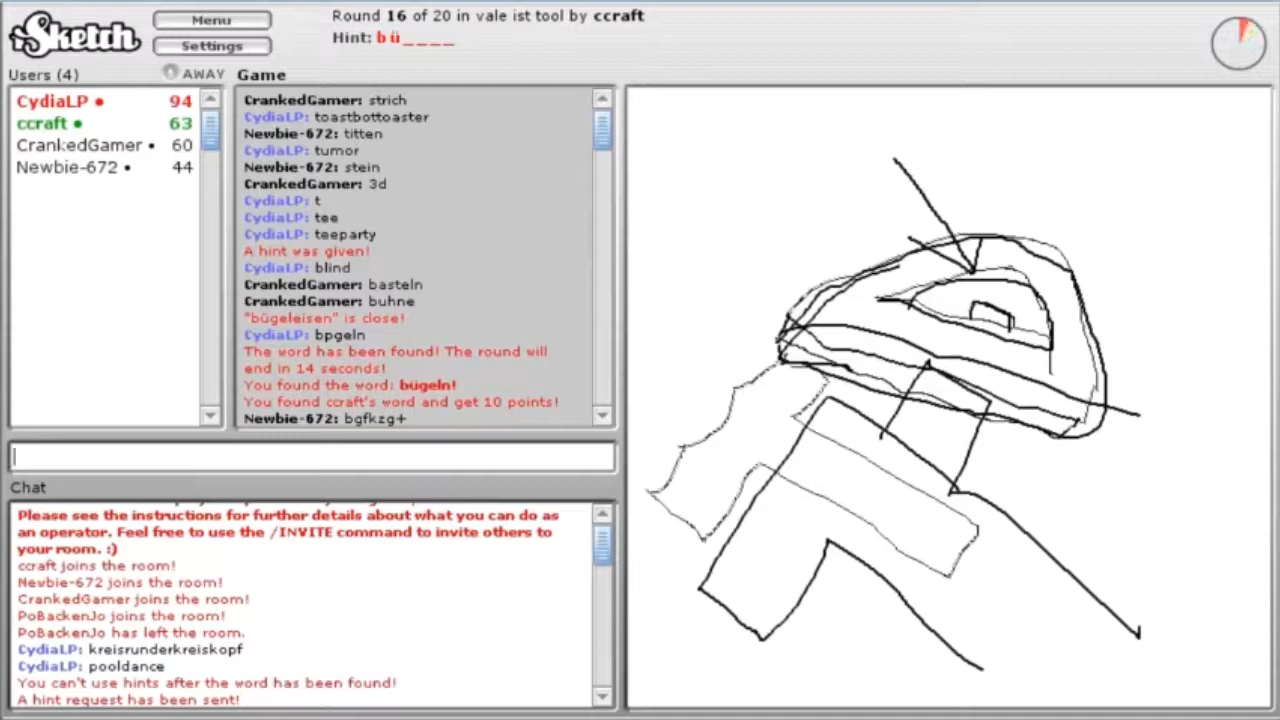 iSketch
Menu
Settings
Round 16 of 20 in vale ist tool by ccraft
Hint: bü____
Users (4)
AWAY
Game
CydiaLP • 94
ccraft • 63
CrankedGamer • 60
Newbie-672 • 44
CrankedGamer: strich
CydiaLP: toastbottoaster
Newbie-672: titten
CydiaLP: tumor
Newbie-672: stein
CrankedGamer: 3d
CydiaLP: t
CydiaLP: tee
CydiaLP: teeparty
A hint was given!
CydiaLP: blind
CrankedGamer: basteln
CrankedGamer: buhne
"bügeleisen" is close!
CydiaLP: bpgeln
The word has been found! The round will
end in 14 seconds!
You found the word: bügeln!
You found ccraft's word and get 10 points!
Newbie-672: bgfkzg+
Chat
Please see the instructions for further details about what you can do as
an operator. Feel free to use the /INVITE command to invite others to
your room. :)
ccraft joins the room!
Newbie-672 joins the room!
CrankedGamer joins the room!
PoBackenJo joins the room!
PoBackenJo has left the room.
CydiaLP: kreisrunderkreiskopf
CydiaLP: pooldance
You can't use hints after the word has been found!
A hint request has been sent!